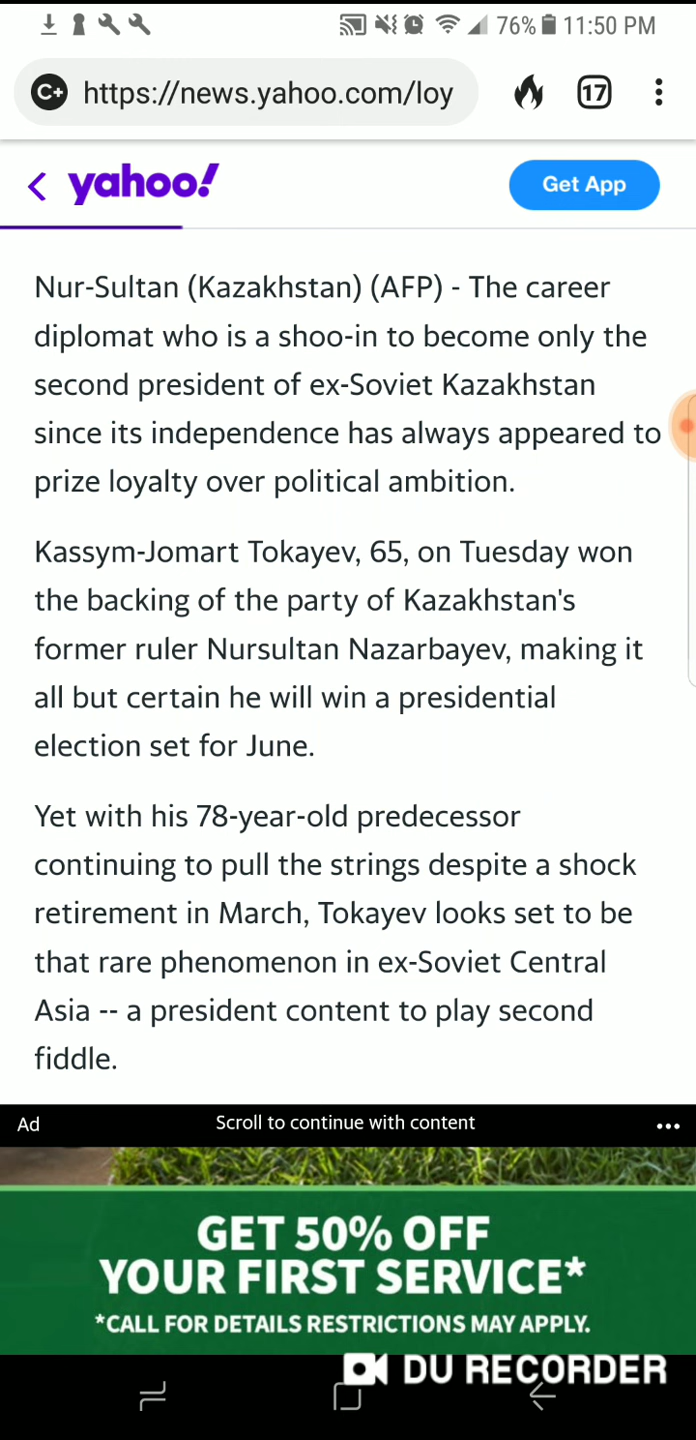 76% 11:50 PM
C+ https://news.yahoo.com/loy 17
yahoo! Get App
Nur-Sultan (Kazakhstan) (AFP) - The career
diplomat who is a shoo-in to become only the
second president of ex-Soviet Kazakhstan
since its independence has always appeared to
prize loyalty over political ambition.
Kassym-Jomart Tokayev, 65, on Tuesday won
the backing of the party of Kazakhstan's
former ruler Nursultan Nazarbayev, making it
all but certain he will win a presidential
election set for June.
Yet with his 78-year-old predecessor
continuing to pull the strings despite a shock
retirement in March, Tokayev looks set to be
that rare phenomenon in ex-Soviet Central
Asia -- a president content to play second
fiddle.
Ad Scroll to continue with content
GET 50% OFF
YOUR FIRST SERVICE*
*CALL FOR DETAILS RESTRICTIONS MAY APPLY.
DU RECORDER